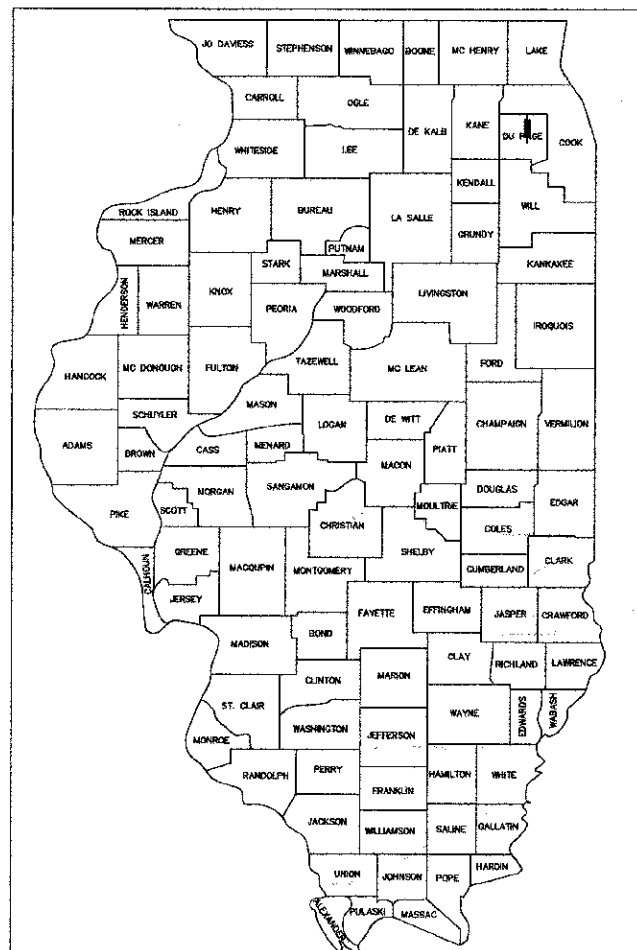 JO DAVIESS
STEPHENSON
WINNEBAGO
BOONE
MC HENRY
LAKE
CARROLL
OGLE
DE KALB
KANE
COOK
WHITESIDE
LEE
KENDALL
WILL
ROCK ISLAND
HENRY
BUREAU
LA SALLE
GRUNDY
MERCER
PUTNAM
STARK
MARSHALL
KANKAKEE
HENDERSON
WARREN
KNOX
PEORIA
WOODFORD
LIVINGSTON
IROQUOIS
HANCOCK
MC DONOUGH
FULTON
TAZEWELL
MC LEAN
FORD
SCHUYLER
MASON
LOGAN
DE WITT
CHAMPAIGN
VERMILION
ADAMS
BROWN
CASS
MENARD
MACON
PIATT
PIKE
SCOTT
MORGAN
SANGAMON
CHRISTIAN
MOULTRIE
DOUGLAS
EDGAR
COLES
CALHOUN
GREENE
MACQUPIN
MONTGOMERY
SHELBY
CUMBERLAND
CLARK
JERSEY
FAYETTE
EFFINGHAM
JASPER
CRAWFORD
MADISON
BOND
CLAY
RICHLAND
LAWRENCE
CLINTON
MARION
ST. CLAIR
WASHINGTON
WAYNE
EDWARDS
WABASH
MONROE
JEFFERSON
RANDOLPH
PERRY
HAMILTON
WHITE
FRANKLIN
JACKSON
WILLIAMSON
SALINE
GALLATIN
UNION
JOHNSON
POPE
HARDIN
ALEXANDER
PULASKI
MASSAC